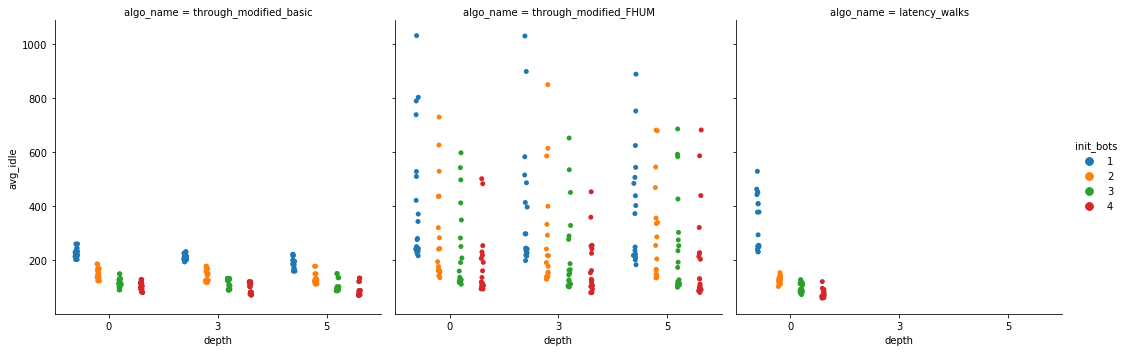 algo_name = through_modified_basic
algo_name = through_modified_FHUM
algo_name = latency_walks
1000
800
600
400
200
avg_idle
0 3 5
0 3 5
0 3 5
depth
depth
depth
init_bots
1
2
3
4